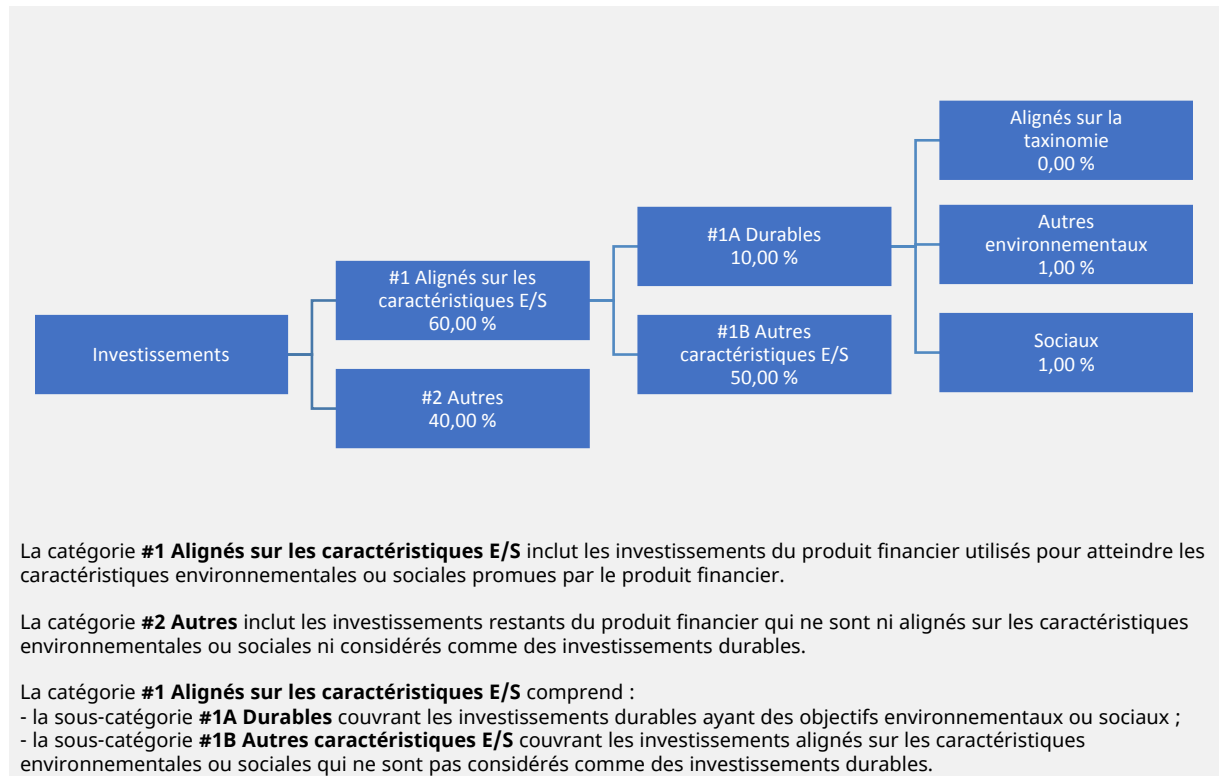 Investissements
#1 Alignés sur les
caractéristiques E/S
60,00 %
#2 Autres
40,00 %
#1A Durables
10,00 %
#1B Autres
caractéristiques E/S
50,00 %
Alignés sur la
taxinomie
0,00 %
Autres
environnementaux
1,00 %
Sociaux
1,00 %
La catégorie #1 Alignés sur les caractéristiques E/S inclut les investissements du produit financier utilisés pour atteindre les
caractéristiques environnementales ou sociales promues par le produit financier.
La catégorie #2 Autres inclut les investissements restants du produit financier qui ne sont ni alignés sur les caractéristiques
environnementales ou sociales ni considérés comme des investissements durables.
La catégorie #1 Alignés sur les caractéristiques E/S comprend :
- la sous-catégorie #1A Durables couvrant les investissements durables ayant des objectifs environnementaux ou sociaux ;
- la sous-catégorie #1B Autres caractéristiques E/S couvrant les investissements alignés sur les caractéristiques
environnementales ou sociales qui ne sont pas considérés comme des investissements durables.